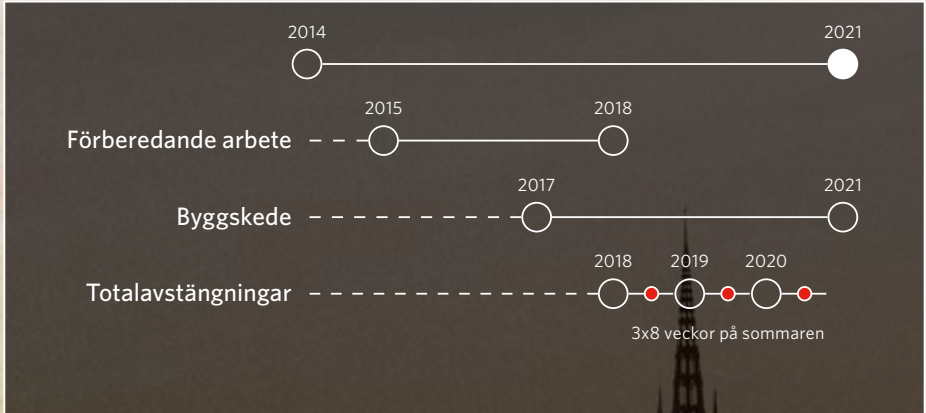 2014 2021
2015 2018
Förberedande arbete
2017 2021
Byggskede
2018 2019 2020
Totalavstängningar
3x8 veckor på sommaren